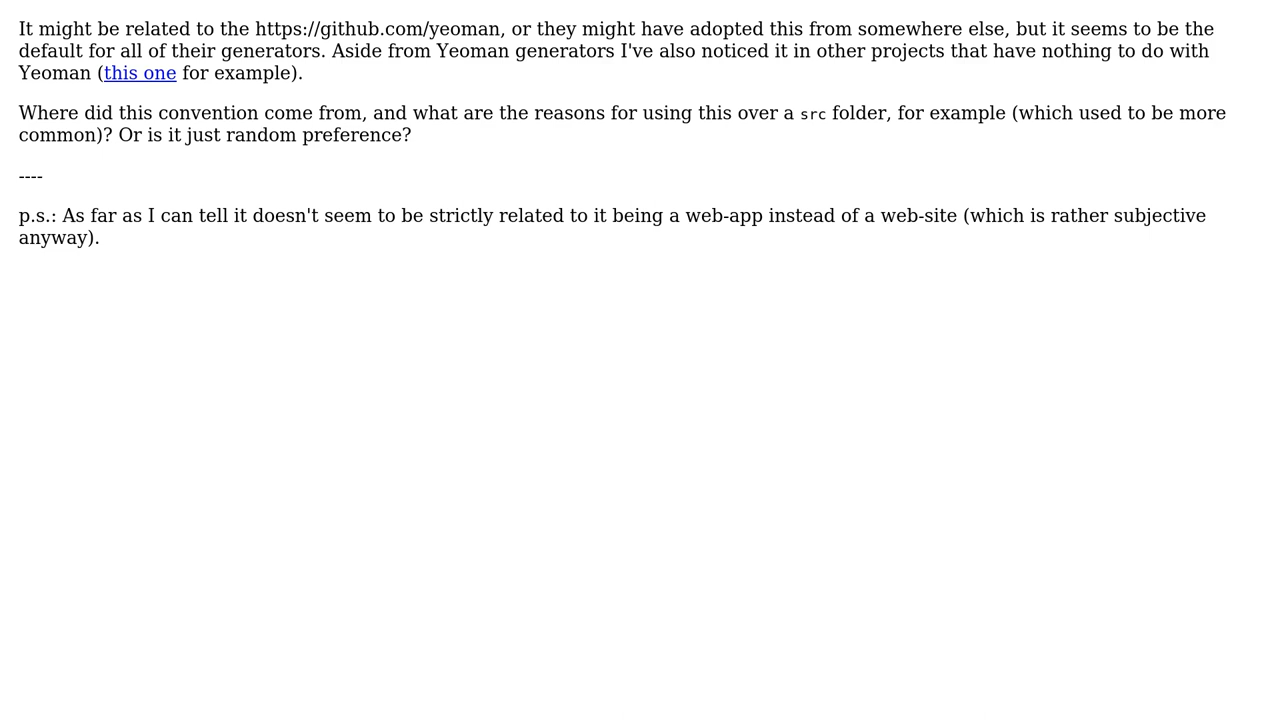 It might be related to the https://github.com/yeoman, or they might have adopted this from somewhere else, but it seems to be the
default for all of their generators. Aside from Yeoman generators I've also noticed it in other projects that have nothing to do with
Yeoman (this one for example).
Where did this convention come from, and what are the reasons for using this over a src folder, for example (which used to be more
common)? Or is it just random preference?
----
p.s.: As far as I can tell it doesn't seem to be strictly related to it being a web-app instead of a web-site (which is rather subjective
anyway).